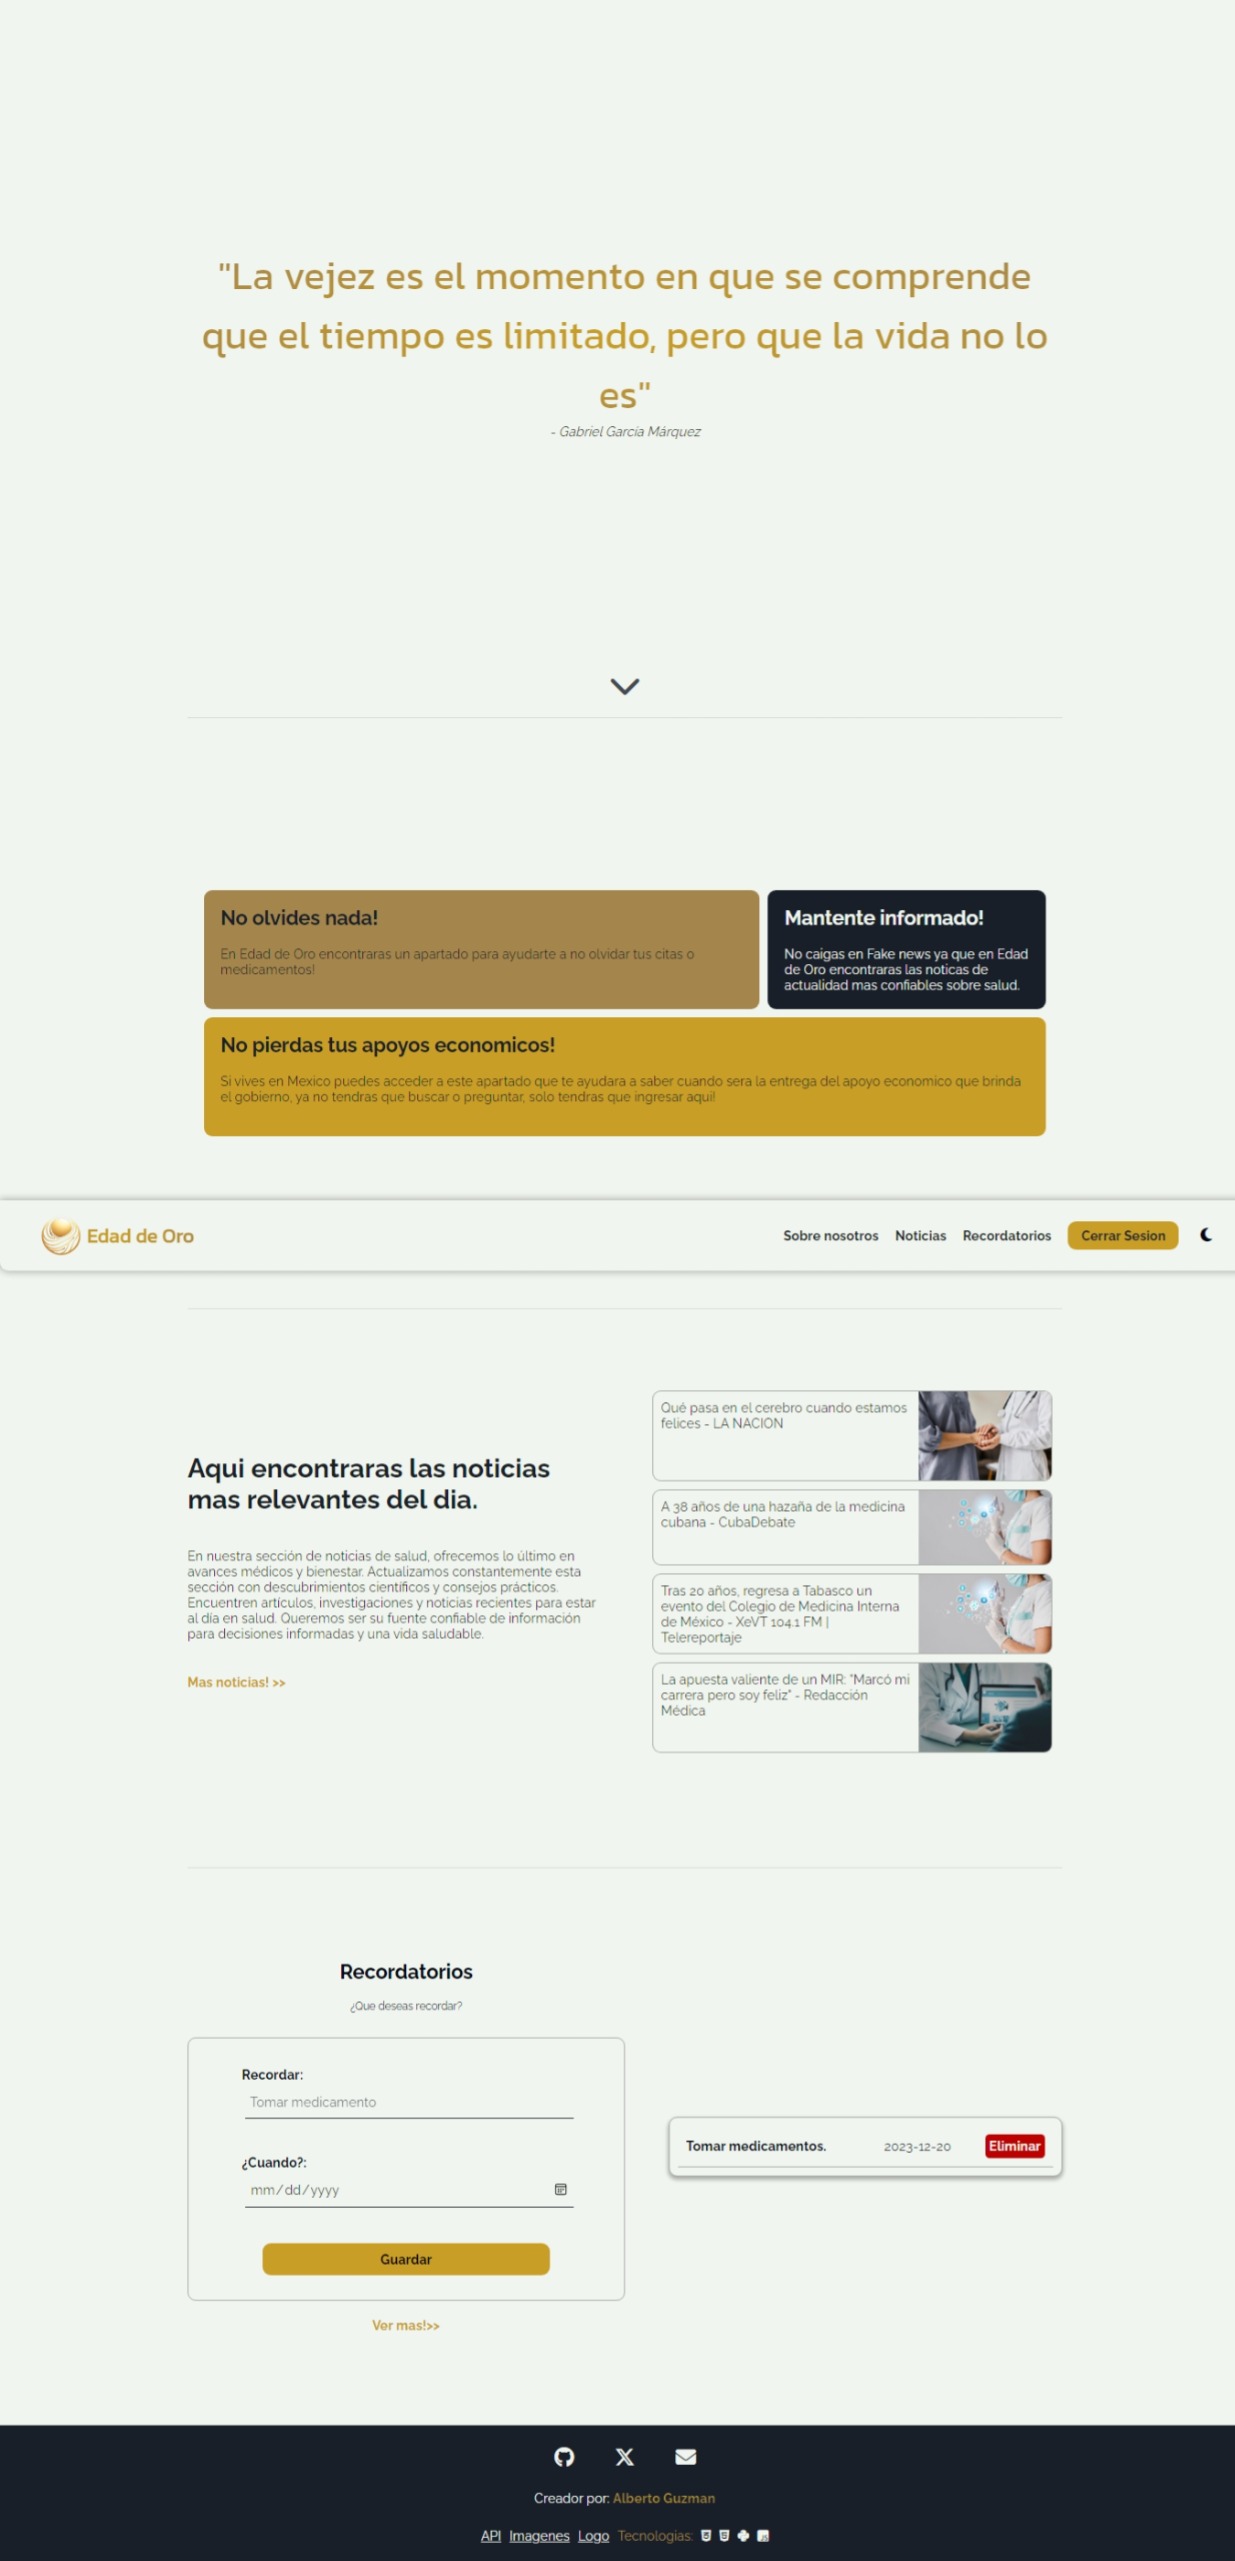 "La vejez es el momento en que se comprende
que el tiempo es limitado, pero que la vida no lo
es"
- Gabriel García Márquez
No olvides nada!
En Edad de Oro encontraras un apartado para ayudarte a no olvidar tus citas o
medicamentos!
Mantente informado!
No caigas en Fake news ya que en Edad
de Oro encontraras las noticas de
actualidad mas confiables sobre salud.
No pierdas tus apoyos economicos!
Si vives en Mexico puedes acceder a este apartado que te ayudara a saber cuando sera la entrega del apoyo economico que brinda
el gobierno, ya no tendras que buscar o preguntar, solo tendras que ingresar aqui!
Edad de Oro
Sobre nosotros
Noticias
Recordatorios
Cerrar Sesion
Aqui encontraras las noticias
mas relevantes del dia.
En nuestra sección de noticias de salud, ofrecemos lo último en
avances médicos y bienestar. Actualizamos constantemente esta
sección con descubrimientos científicos y consejos prácticos.
Encuentren artículos, investigaciones y noticias recientes para estar
al día en salud. Queremos ser su fuente confiable de información
para decisiones informadas y una vida saludable.
Mas noticias! >>
Qué pasa en el cerebro cuando estamos
felices - LA NACION
A 38 años de una hazaña de la medicina
cubana - CubaDebate
Tras 20 años, regresa a Tabasco un
evento del Colegio de Medicina Interna
de México - XeVT 104.1 FM |
Telereportaje
La apuesta valiente de un MIR: "Marcó mi
carrera pero soy feliz" - Redacción
Médica
Recordatorios
¿Que deseas recordar?
Recordar:
Tomar medicamento
¿Cuando?:
mm/dd/yyyy
Guardar
Ver mas!>>
Tomar medicamentos.
2023-12-20
Eliminar
Creador por: Alberto Guzman
API Imagenes Logo Tecnologias: